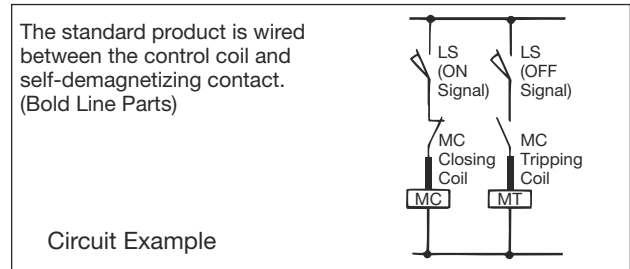 The standard product is wired
between the control coil and
self-demagnetizing contact.
(Bold Line Parts)
LS
(ON
Signal)
LS
(OFF
Signal)
MC
Closing
Coil
MC
Tripping
Coil
MC
MT
Circuit Example